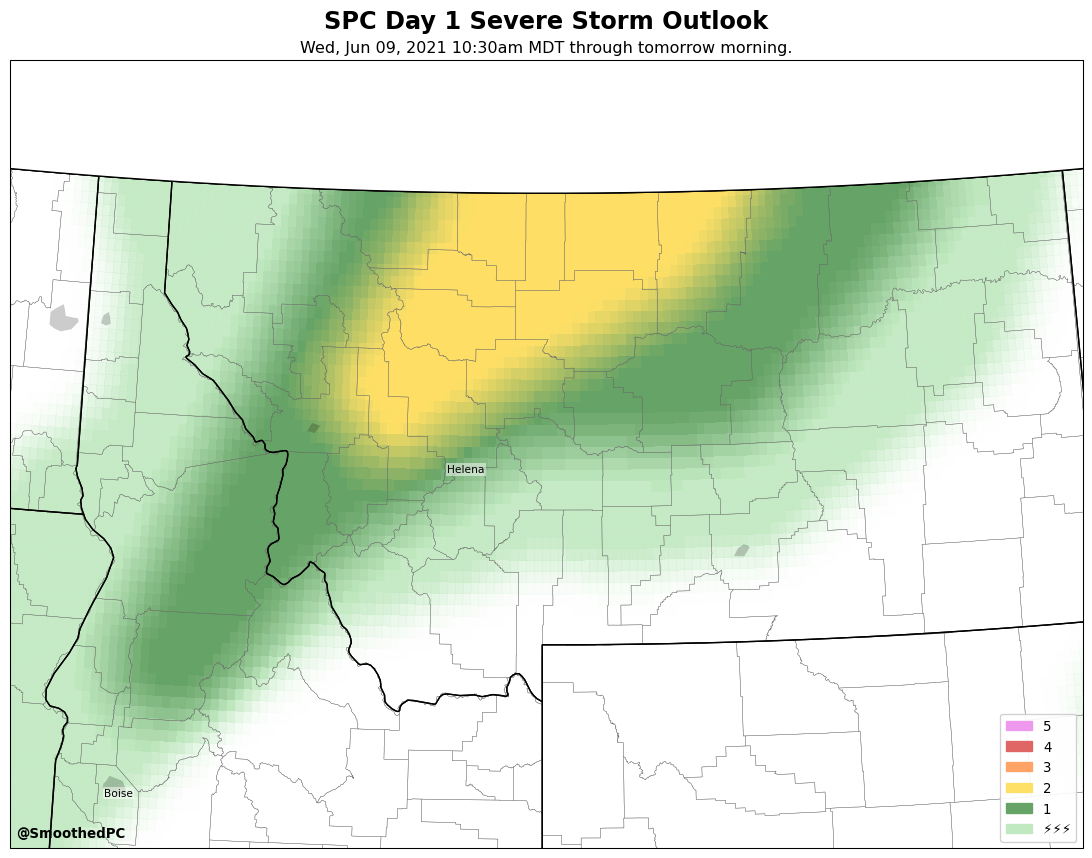 SPC Day 1 Severe Storm Outlook
Wed, Jun 09, 2021 10:30am MDT through tomorrow morning.
Helena
Boise
@SmoothedPC
5
4
3
2
1
⚡⚡⚡